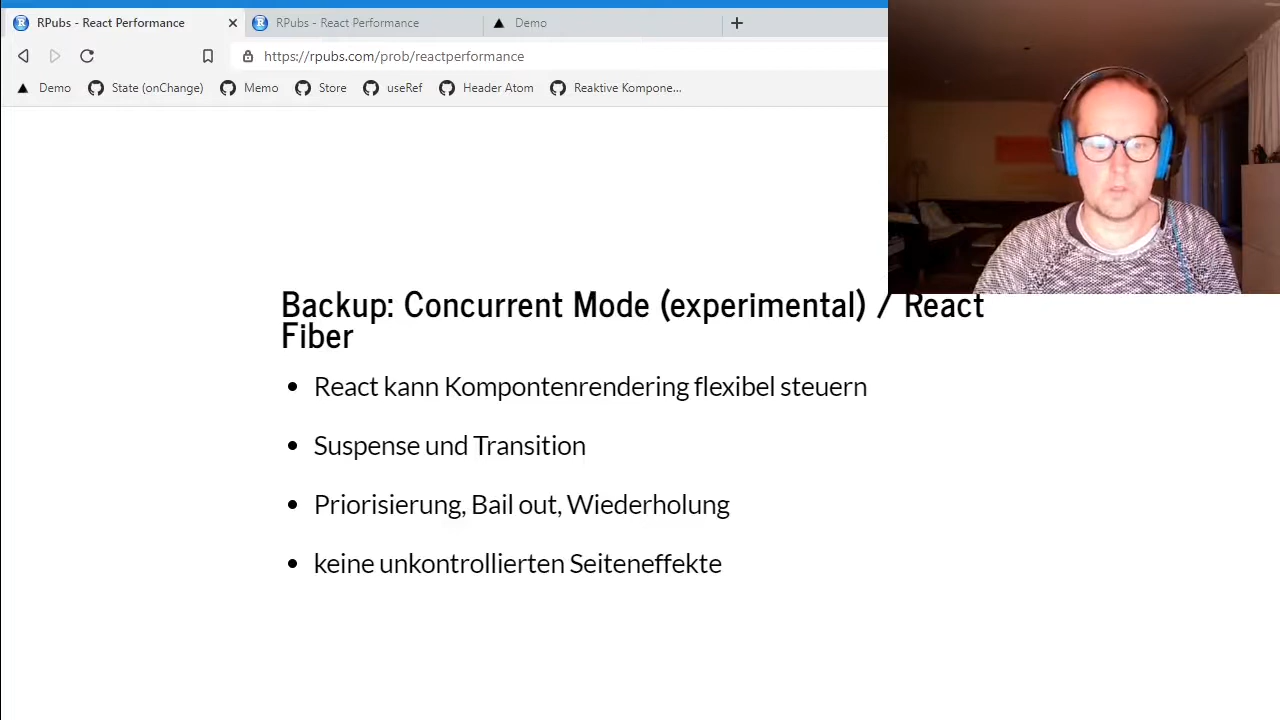 RPubs - React Performance
RPubs - React Performance
Demo
https://rpubs.com/prob/reactperformance
Demo
State (onChange)
Memo
Store
useRef
Header Atom
Reaktive Kompone...
Backup: Concurrent Mode (experimental) / React
Fiber
• React kann Kompontenrendering flexibel steuern
• Suspense und Transition
• Priorisierung, Bail out, Wiederholung
• keine unkontrollierten Seiteneffekte